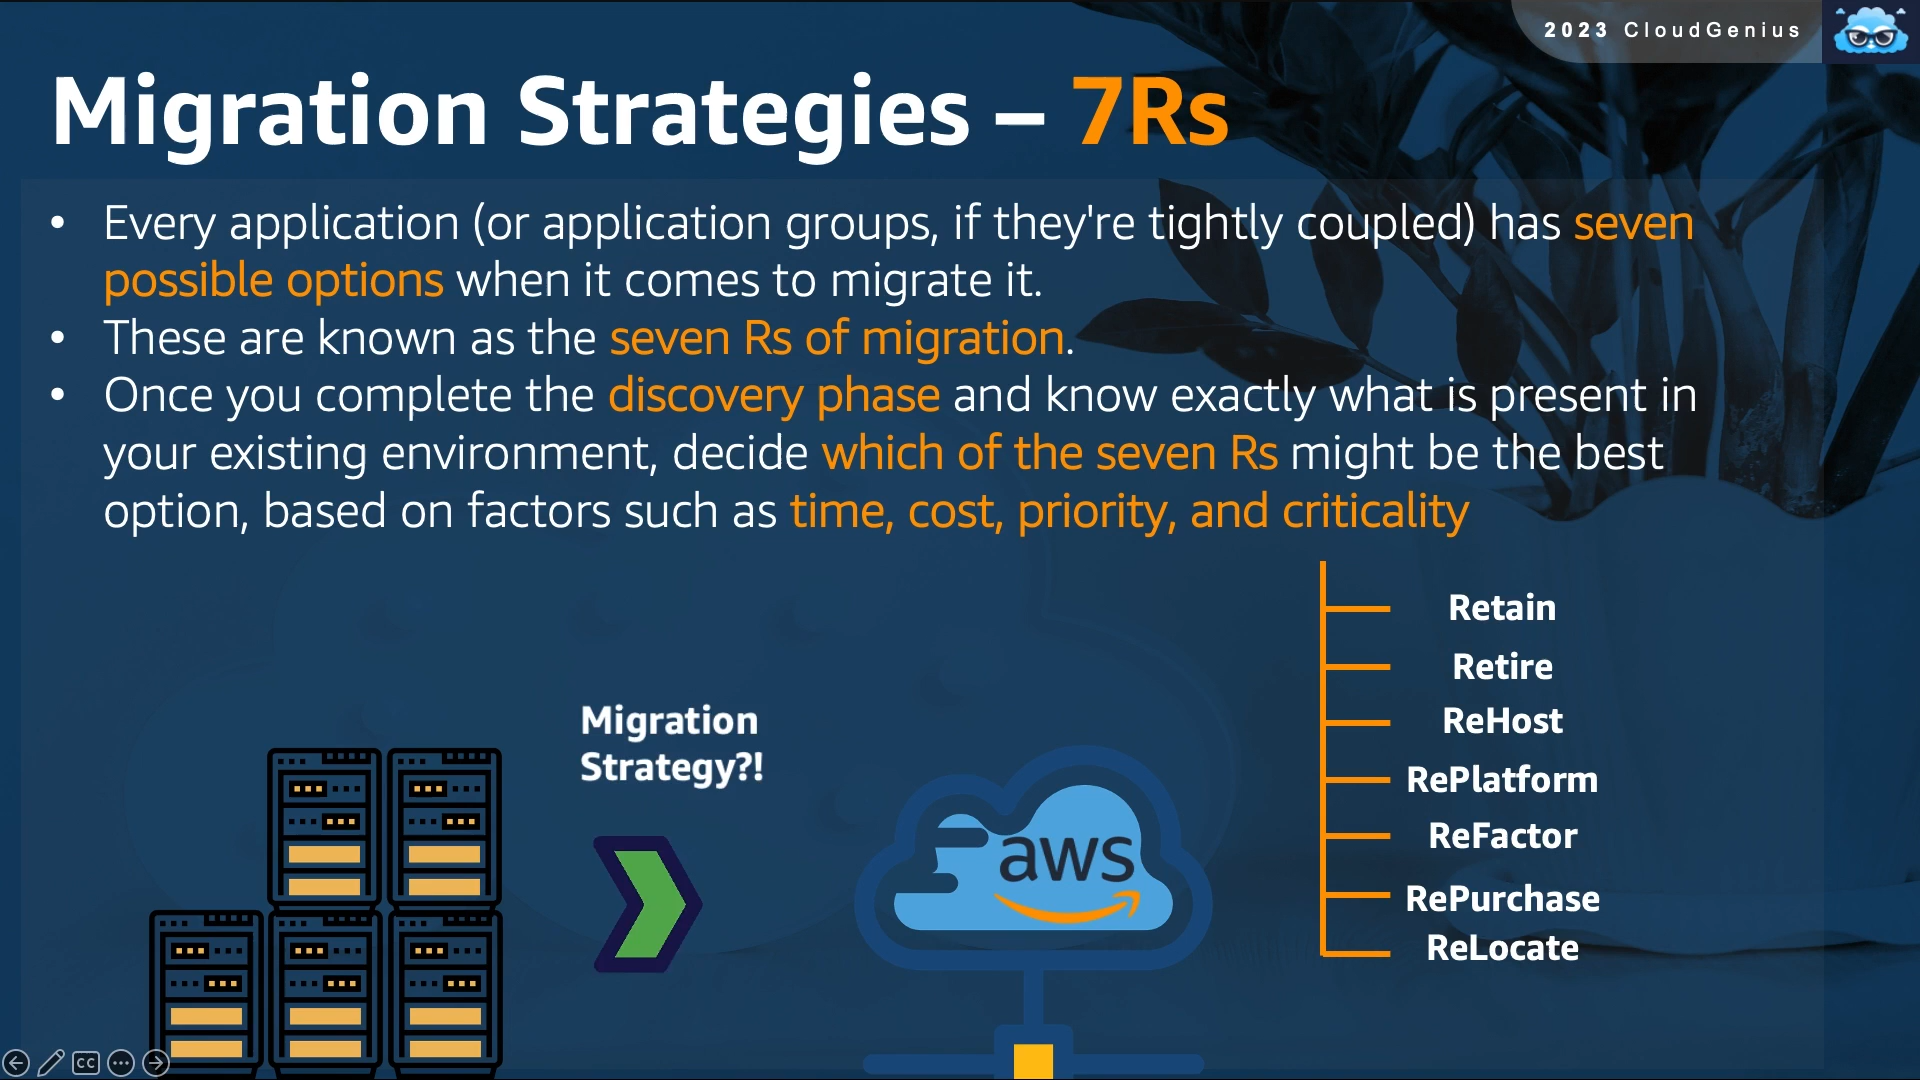 2023 CloudGenius
Migration Strategies – 7Rs
• Every application (or application groups, if they're tightly coupled) has seven
possible options when it comes to migrate it.
• These are known as the seven Rs of migration.
• Once you complete the discovery phase and know exactly what is present in
your existing environment, decide which of the seven Rs might be the best
option, based on factors such as time, cost, priority, and criticality
Migration
Strategy?!
aws
Retain
Retire
ReHost
RePlatform
ReFactor
RePurchase
ReLocate
CC